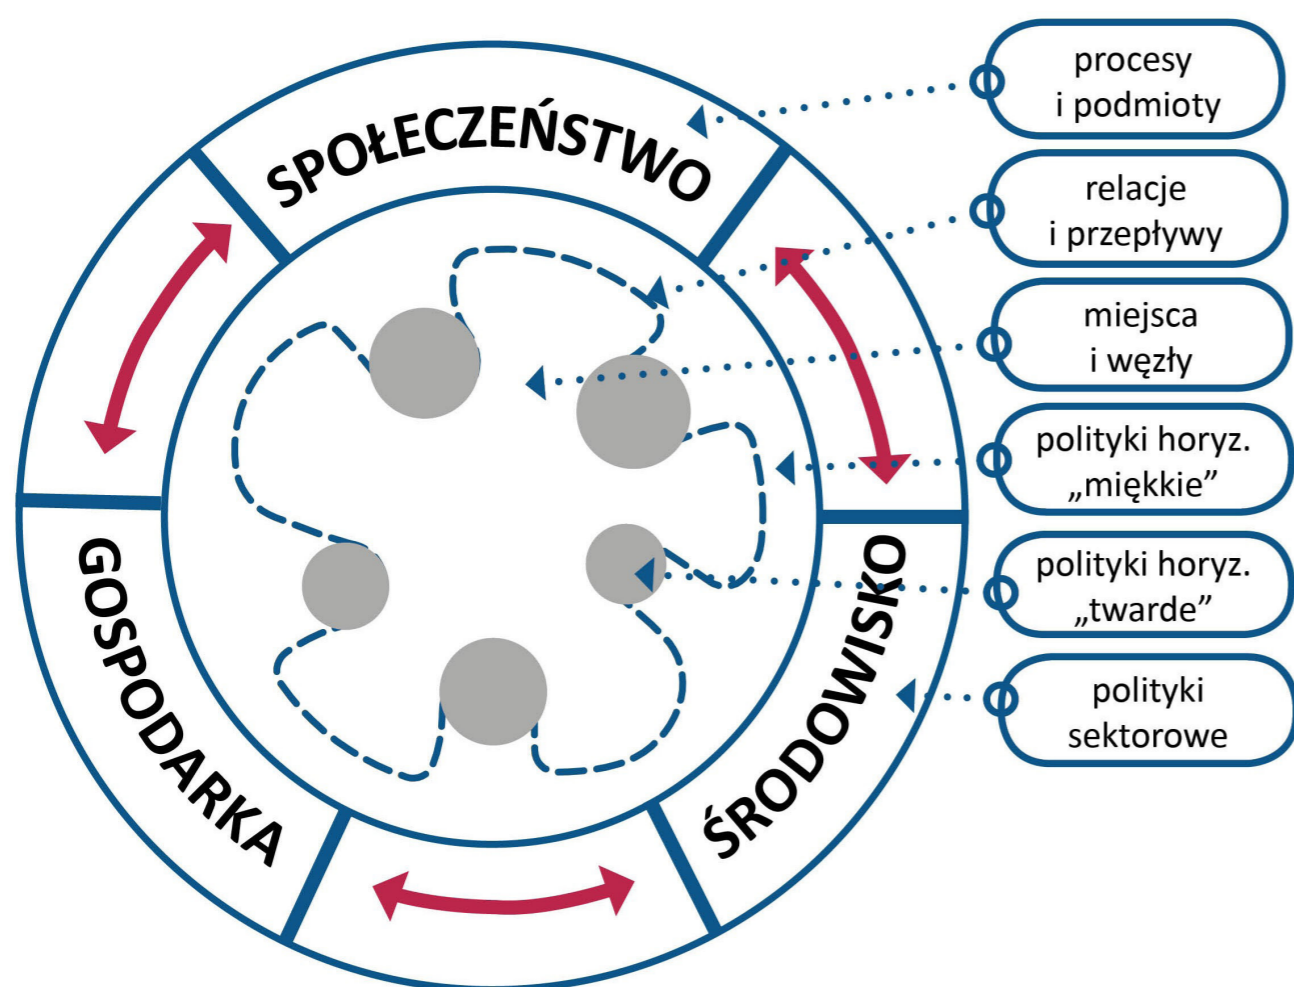 SPOŁECZEŃSTWO
GOSPODARKA
ŚRODOWISKO
procesy
i podmioty
relacje
i przepływy
miejsca
i węzły
polityki horyz.
„miękkie”
polityki horyz.
„twarde”
polityki
sektorowe